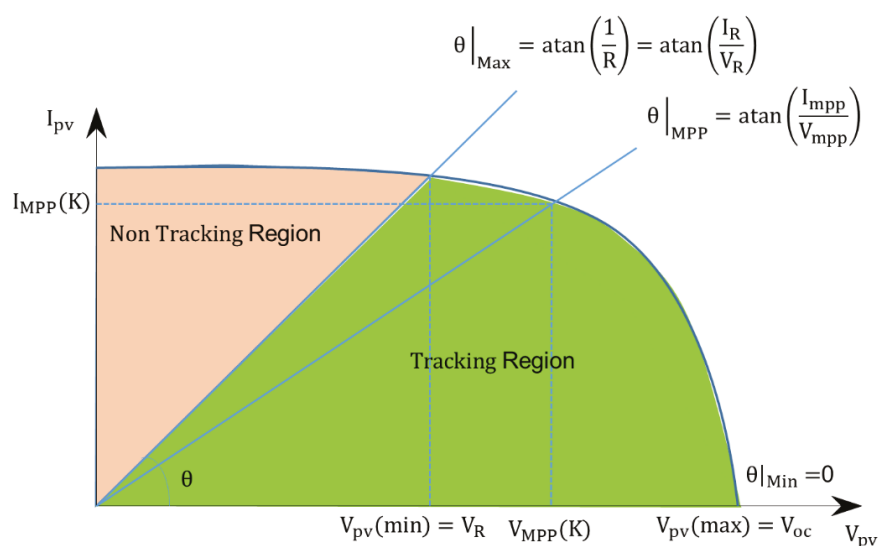 θ|Max = atan(1/R) = atan(I_R/V_R)
θ|MPP = atan(I_mpp/V_mpp)
I_pv
I_MPP(K)
Non Tracking Region
Tracking Region
θ
θ|Min =0
V_pv(min) = V_R
V_MPP(K)
V_pv(max) = V_oc
V_pv